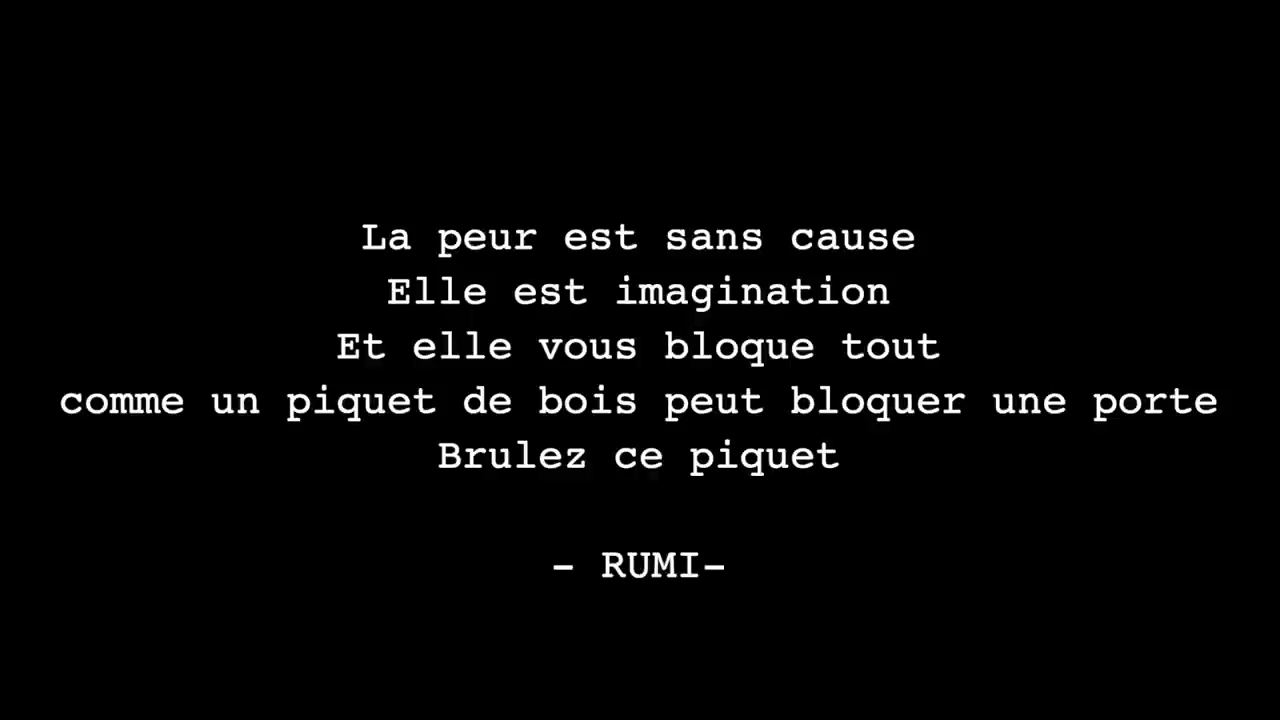 La peur est sans cause
Elle est imagination
Et elle vous bloque tout
comme un piquet de bois peut bloquer une porte
Brulez ce piquet
- RUMI-